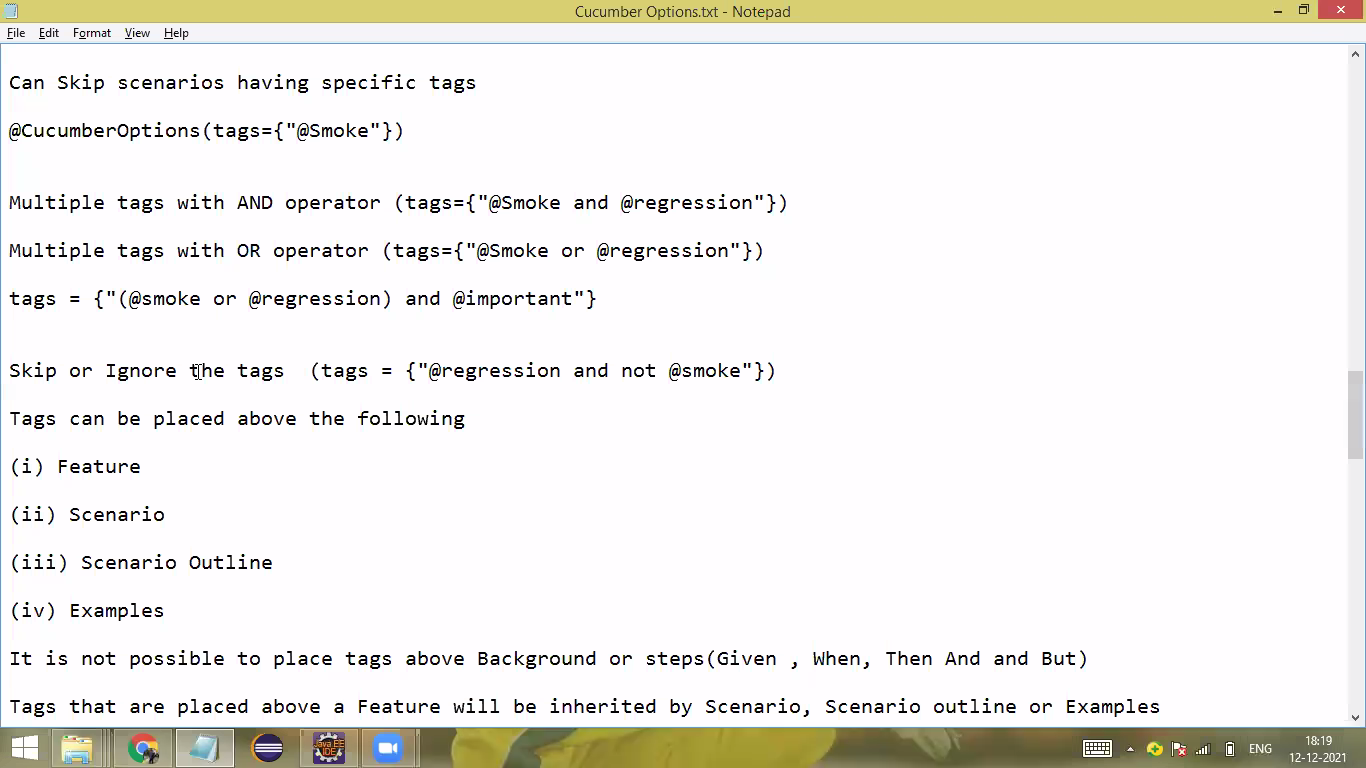 Cucumber Options.txt - Notepad
File Edit Format View Help
Can Skip scenarios having specific tags
@CucumberOptions(tags={"@Smoke"})
Multiple tags with AND operator (tags={"@Smoke and @regression"})
Multiple tags with OR operator (tags={"@Smoke or @regression"})
tags = {"(@smoke or @regression) and @important"}
Skip or Ignore the tags  (tags = {"@regression and not @smoke"})
Tags can be placed above the following
(i) Feature
(ii) Scenario
(iii) Scenario Outline
(iv) Examples
It is not possible to place tags above Background or steps(Given , When, Then And and But)
Tags that are placed above a Feature will be inherited by Scenario, Scenario outline or Examples
Java EE
IDE
ENG
18:19
12-12-2021